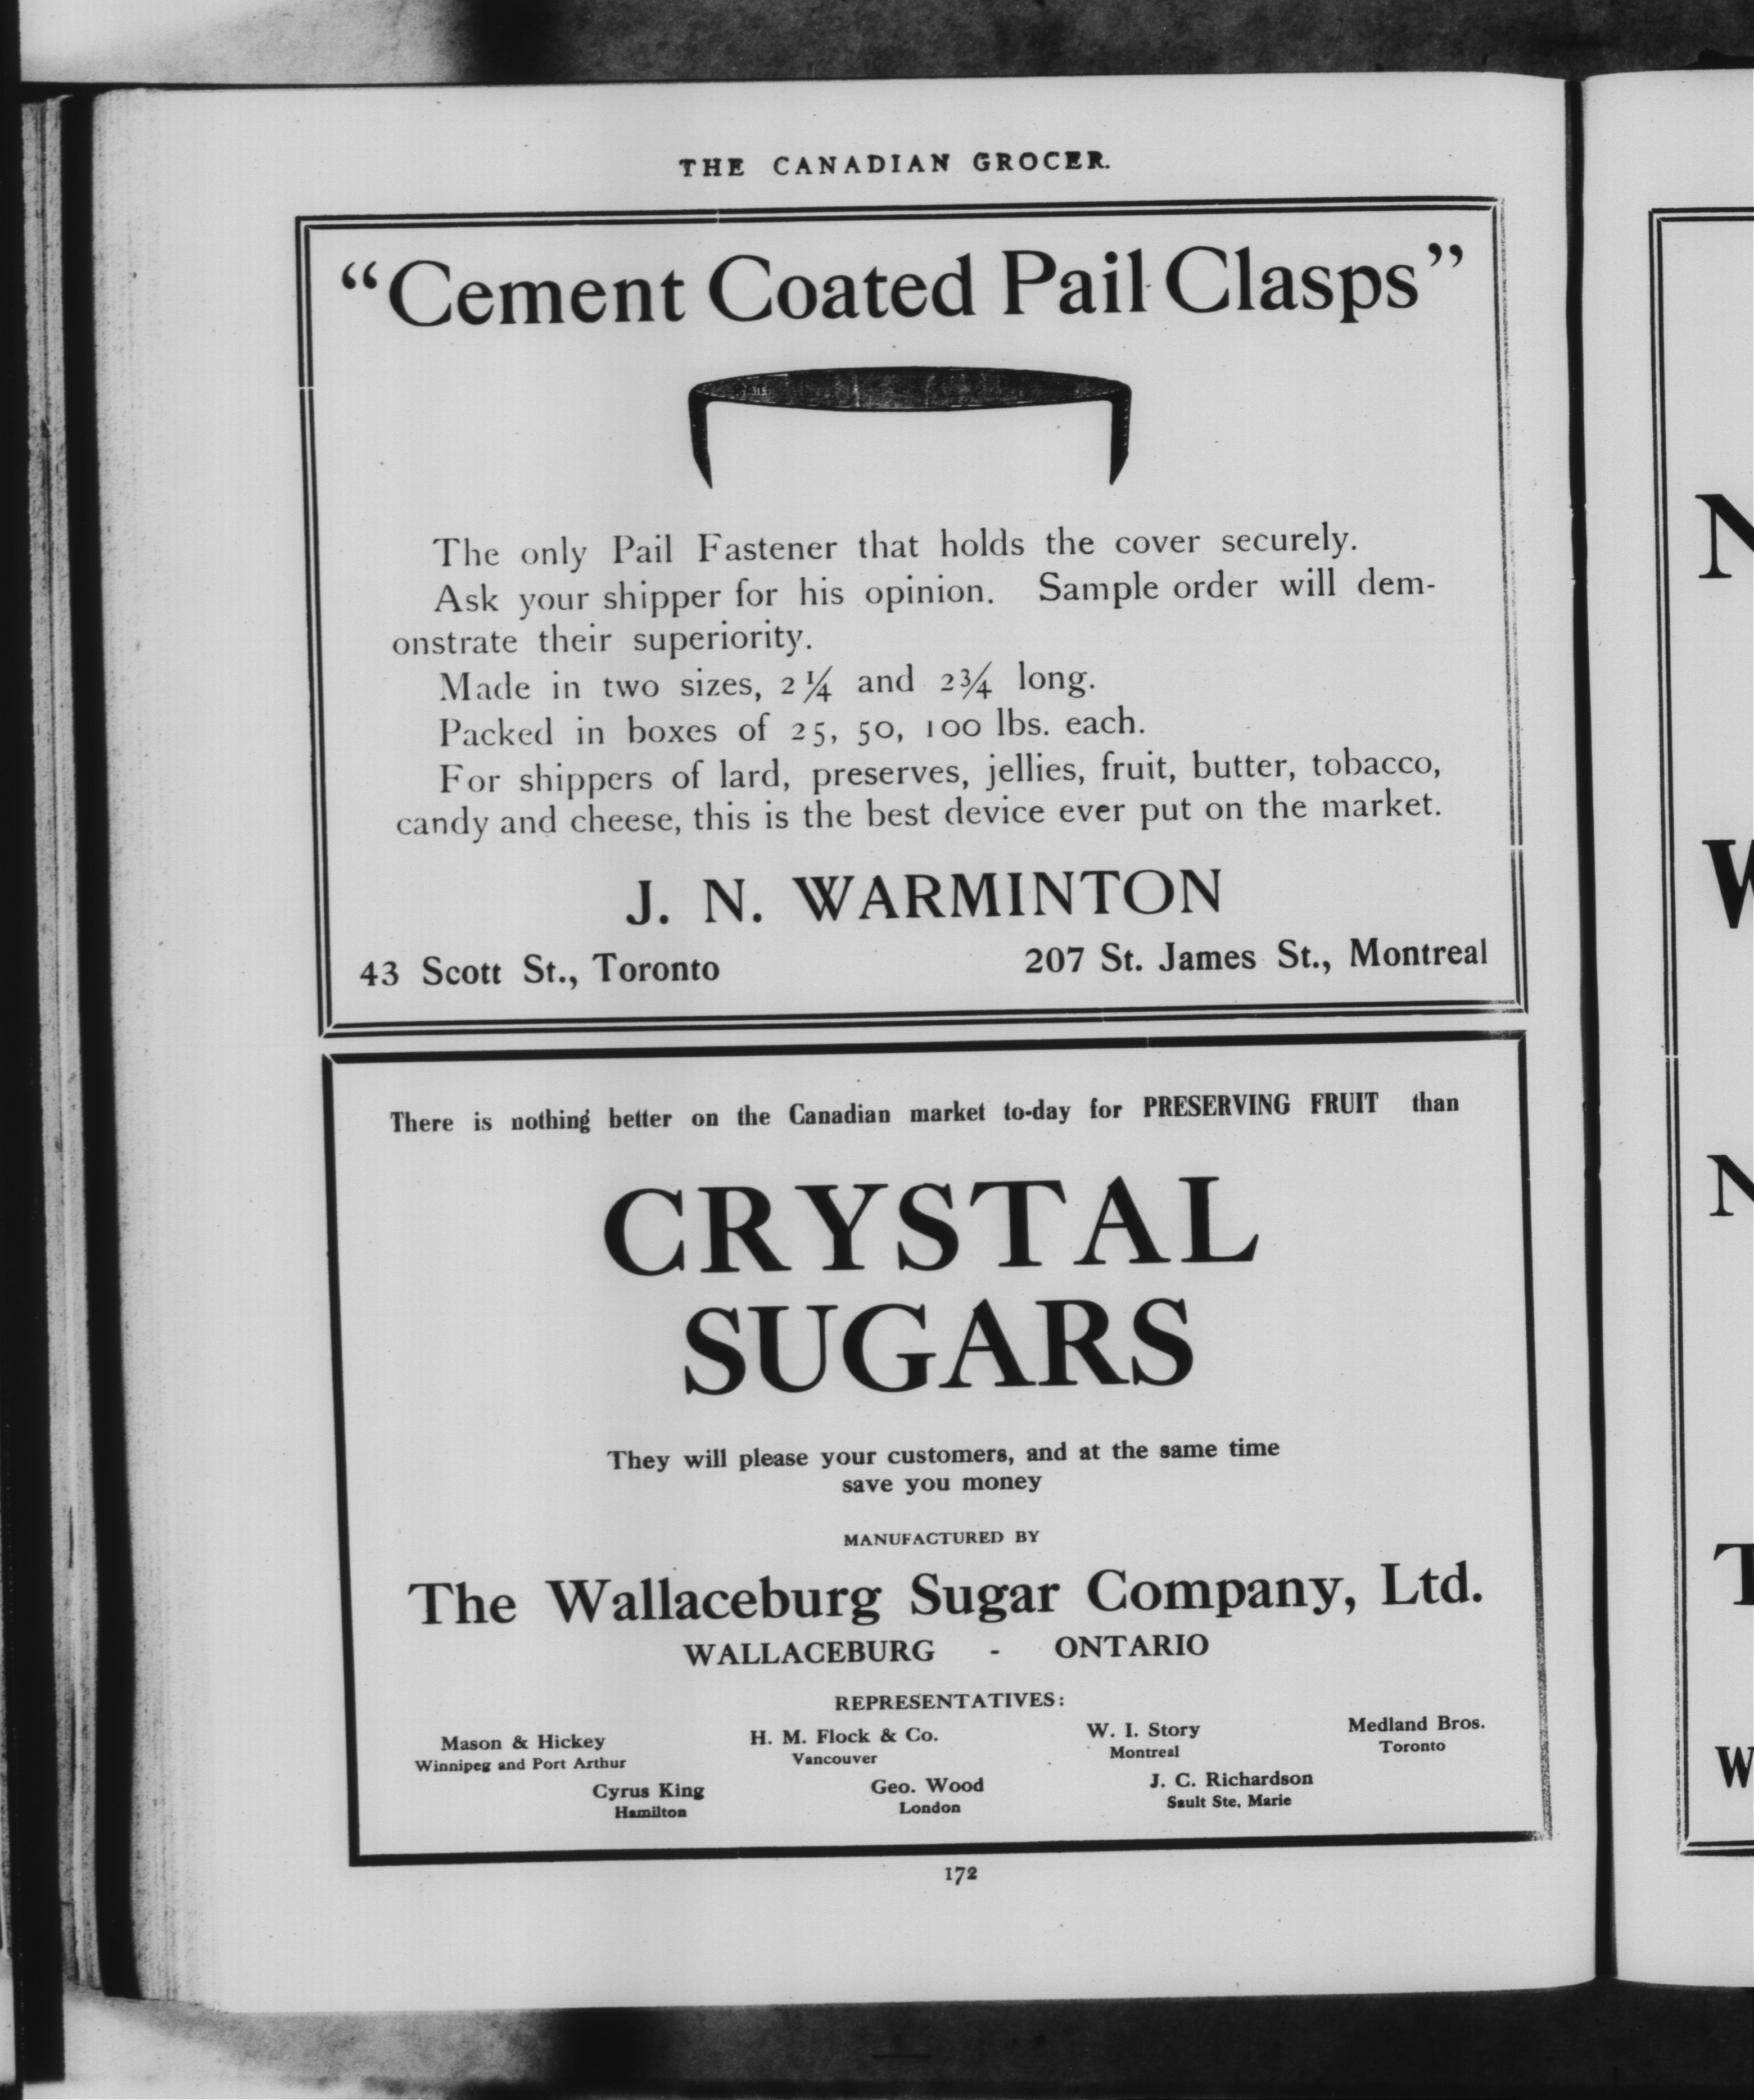 THE CANADIAN GROCER.
“Cement Coated Pail Clasps”
The only Pail Fastener that holds the cover securely.
Ask your shipper for his opinion. Sample order will dem-
onstrate their superiority.
Made in two sizes, 2¼ and 2¾ long.
Packed in boxes of 25, 50, 100 lbs. each.
For shippers of lard, preserves, jellies, fruit, butter, tobacco,
candy and cheese, this is the best device ever put on the market.
J. N. WARMINTON
43 Scott St., Toronto 207 St. James St., Montreal
There is nothing better on the Canadian market to-day for PRESERVING FRUIT than
CRYSTAL
SUGARS
They will please your customers, and at the same time
save you money
MANUFACTURED BY
The Wallaceburg Sugar Company, Ltd.
WALLACEBURG - ONTARIO
REPRESENTATIVES:
Mason & Hickey H. M. Flock & Co. W. I. Story Medland Bros.
Winnipeg and Port Arthur Vancouver Montreal Toronto
Cyrus King Geo. Wood J. C. Richardson
Hamilton London Sault Ste. Marie
172